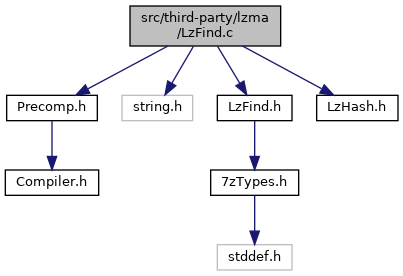 src/third-party/lzma
/LzFind.c
Precomp.h
string.h
LzFind.h
LzHash.h
Compiler.h
7zTypes.h
stddef.h